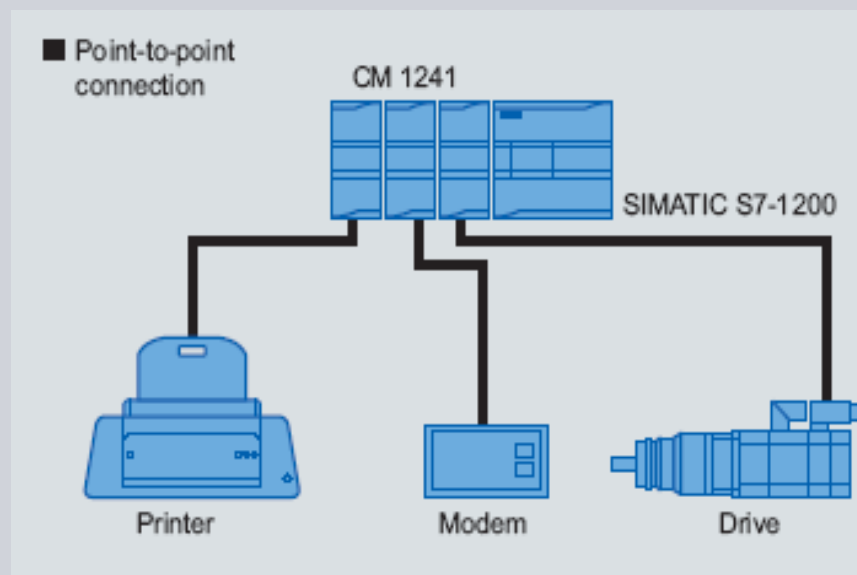 Point-to-point
connection
CM 1241
SIMATIC S7-1200
Printer
Modem
Drive